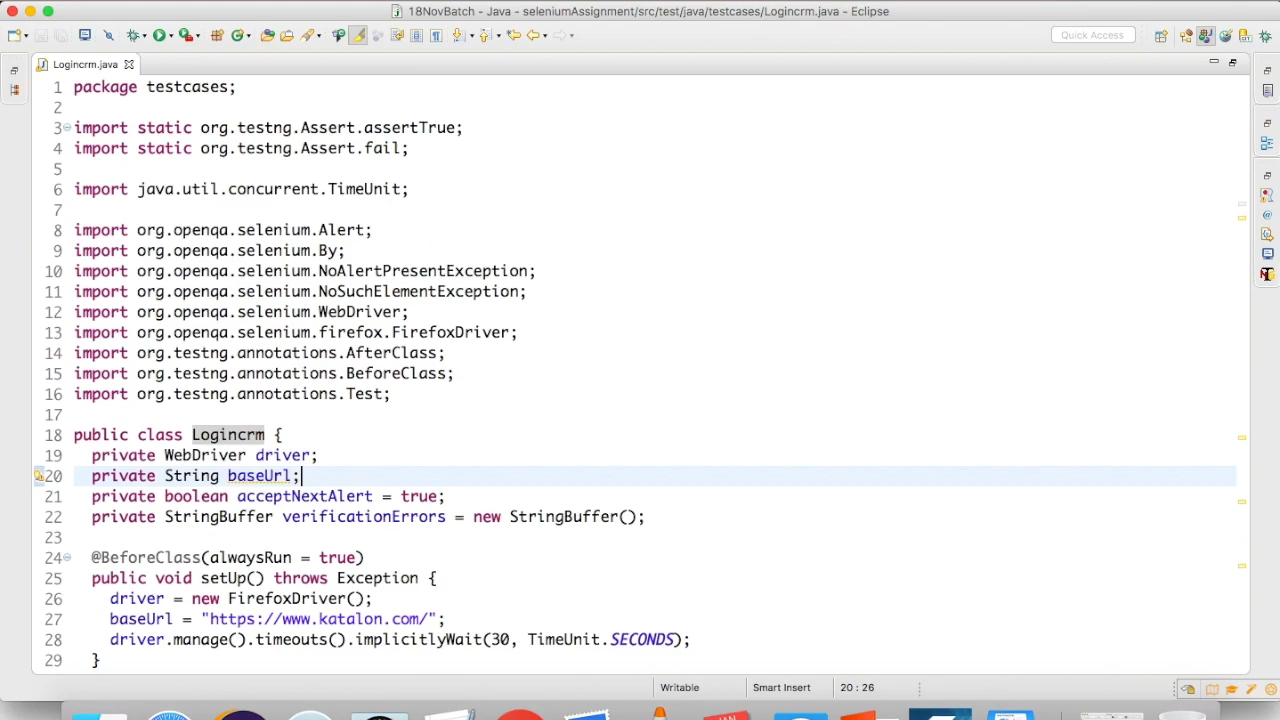 18NovBatch - Java - seleniumAssignment/src/test/java/testcases/Logincrm.java - Eclipse
Quick Access
Logincrm.java
1 package testcases;
2
3 import static org.testng.Assert.assertTrue;
4 import static org.testng.Assert.fail;
5
6 import java.util.concurrent.TimeUnit;
7
8 import org.openqa.selenium.Alert;
9 import org.openqa.selenium.By;
10 import org.openqa.selenium.NoAlertPresentException;
11 import org.openqa.selenium.NoSuchElementException;
12 import org.openqa.selenium.WebDriver;
13 import org.openqa.selenium.firefox.FirefoxDriver;
14 import org.testng.annotations.AfterClass;
15 import org.testng.annotations.BeforeClass;
16 import org.testng.annotations.Test;
17
18 public class Logincrm {
19 private WebDriver driver;
20 private String baseUrl;
21 private boolean acceptNextAlert = true;
22 private StringBuffer verificationErrors = new StringBuffer();
23
24 @BeforeClass(alwaysRun = true)
25 public void setUp() throws Exception {
26 driver = new FirefoxDriver();
27 baseUrl = "https://www.katalon.com/";
28 driver.manage().timeouts().implicitlyWait(30, TimeUnit.SECONDS);
29 }
Writable
Smart Insert
20 : 26